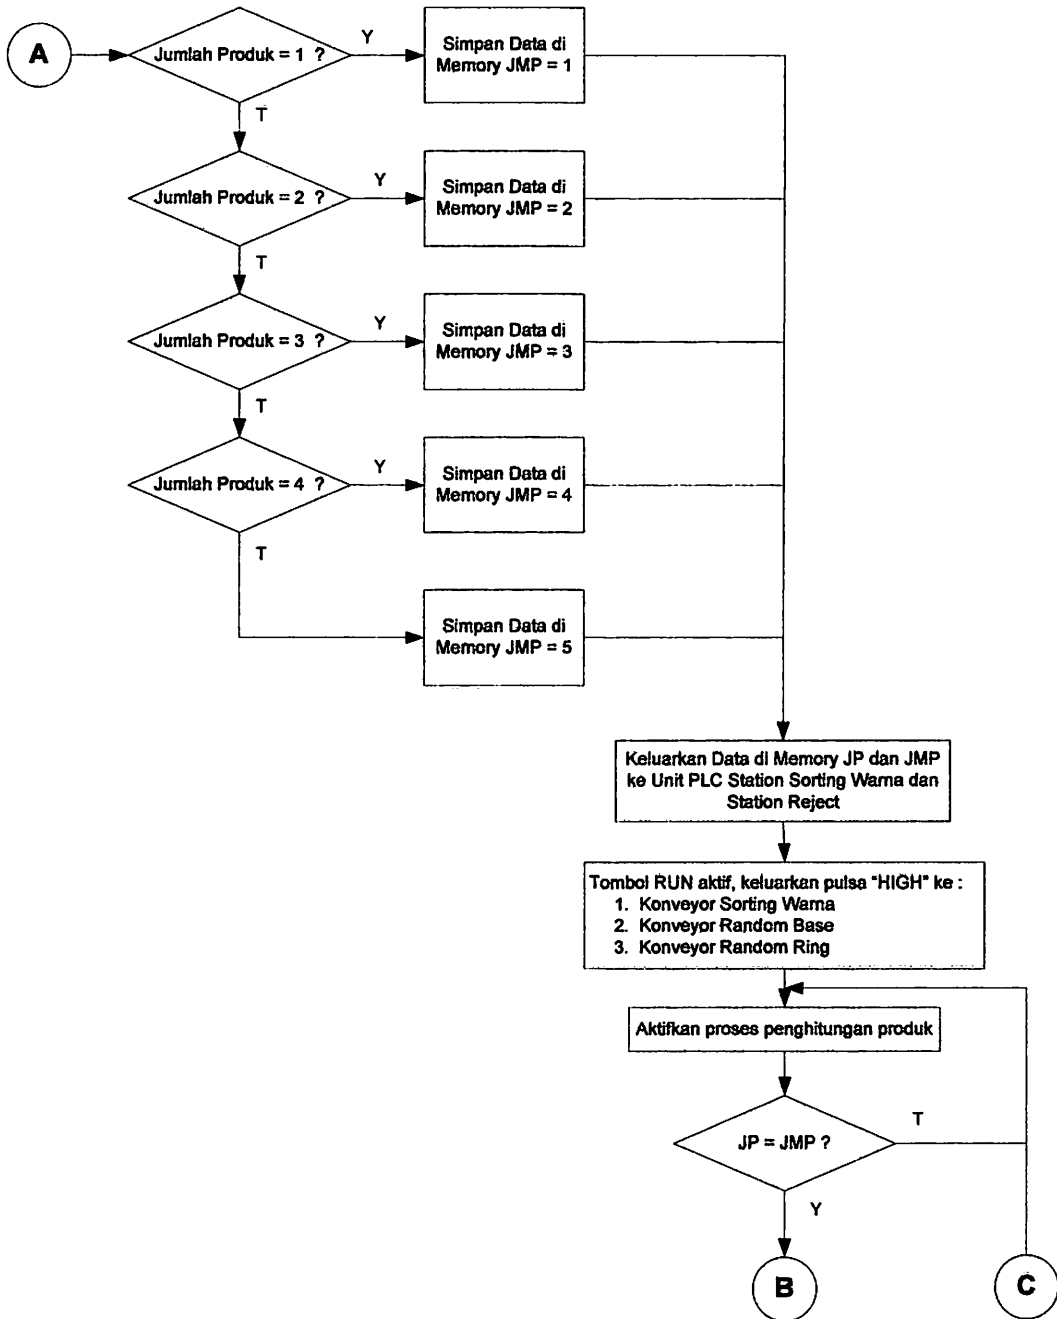 A
Jumlah Produk = 1 ?
Y
Simpan Data di
Memory JMP = 1
T
Jumlah Produk = 2 ?
Y
Simpan Data di
Memory JMP = 2
T
Jumlah Produk = 3 ?
Y
Simpan Data di
Memory JMP = 3
T
Jumlah Produk = 4 ?
Y
Simpan Data di
Memory JMP = 4
T
Simpan Data di
Memory JMP = 5
Keluarkan Data di Memory JP dan JMP
ke Unit PLC Station Sorting Warna dan
Station Reject
Tombol RUN aktif, keluarkan pulsa "HIGH" ke :
1. Konveyor Sorting Warna
2. Konveyor Random Base
3. Konveyor Random Ring
Aktifkan proses penghitungan produk
JP = JMP ?
T
Y
B
C